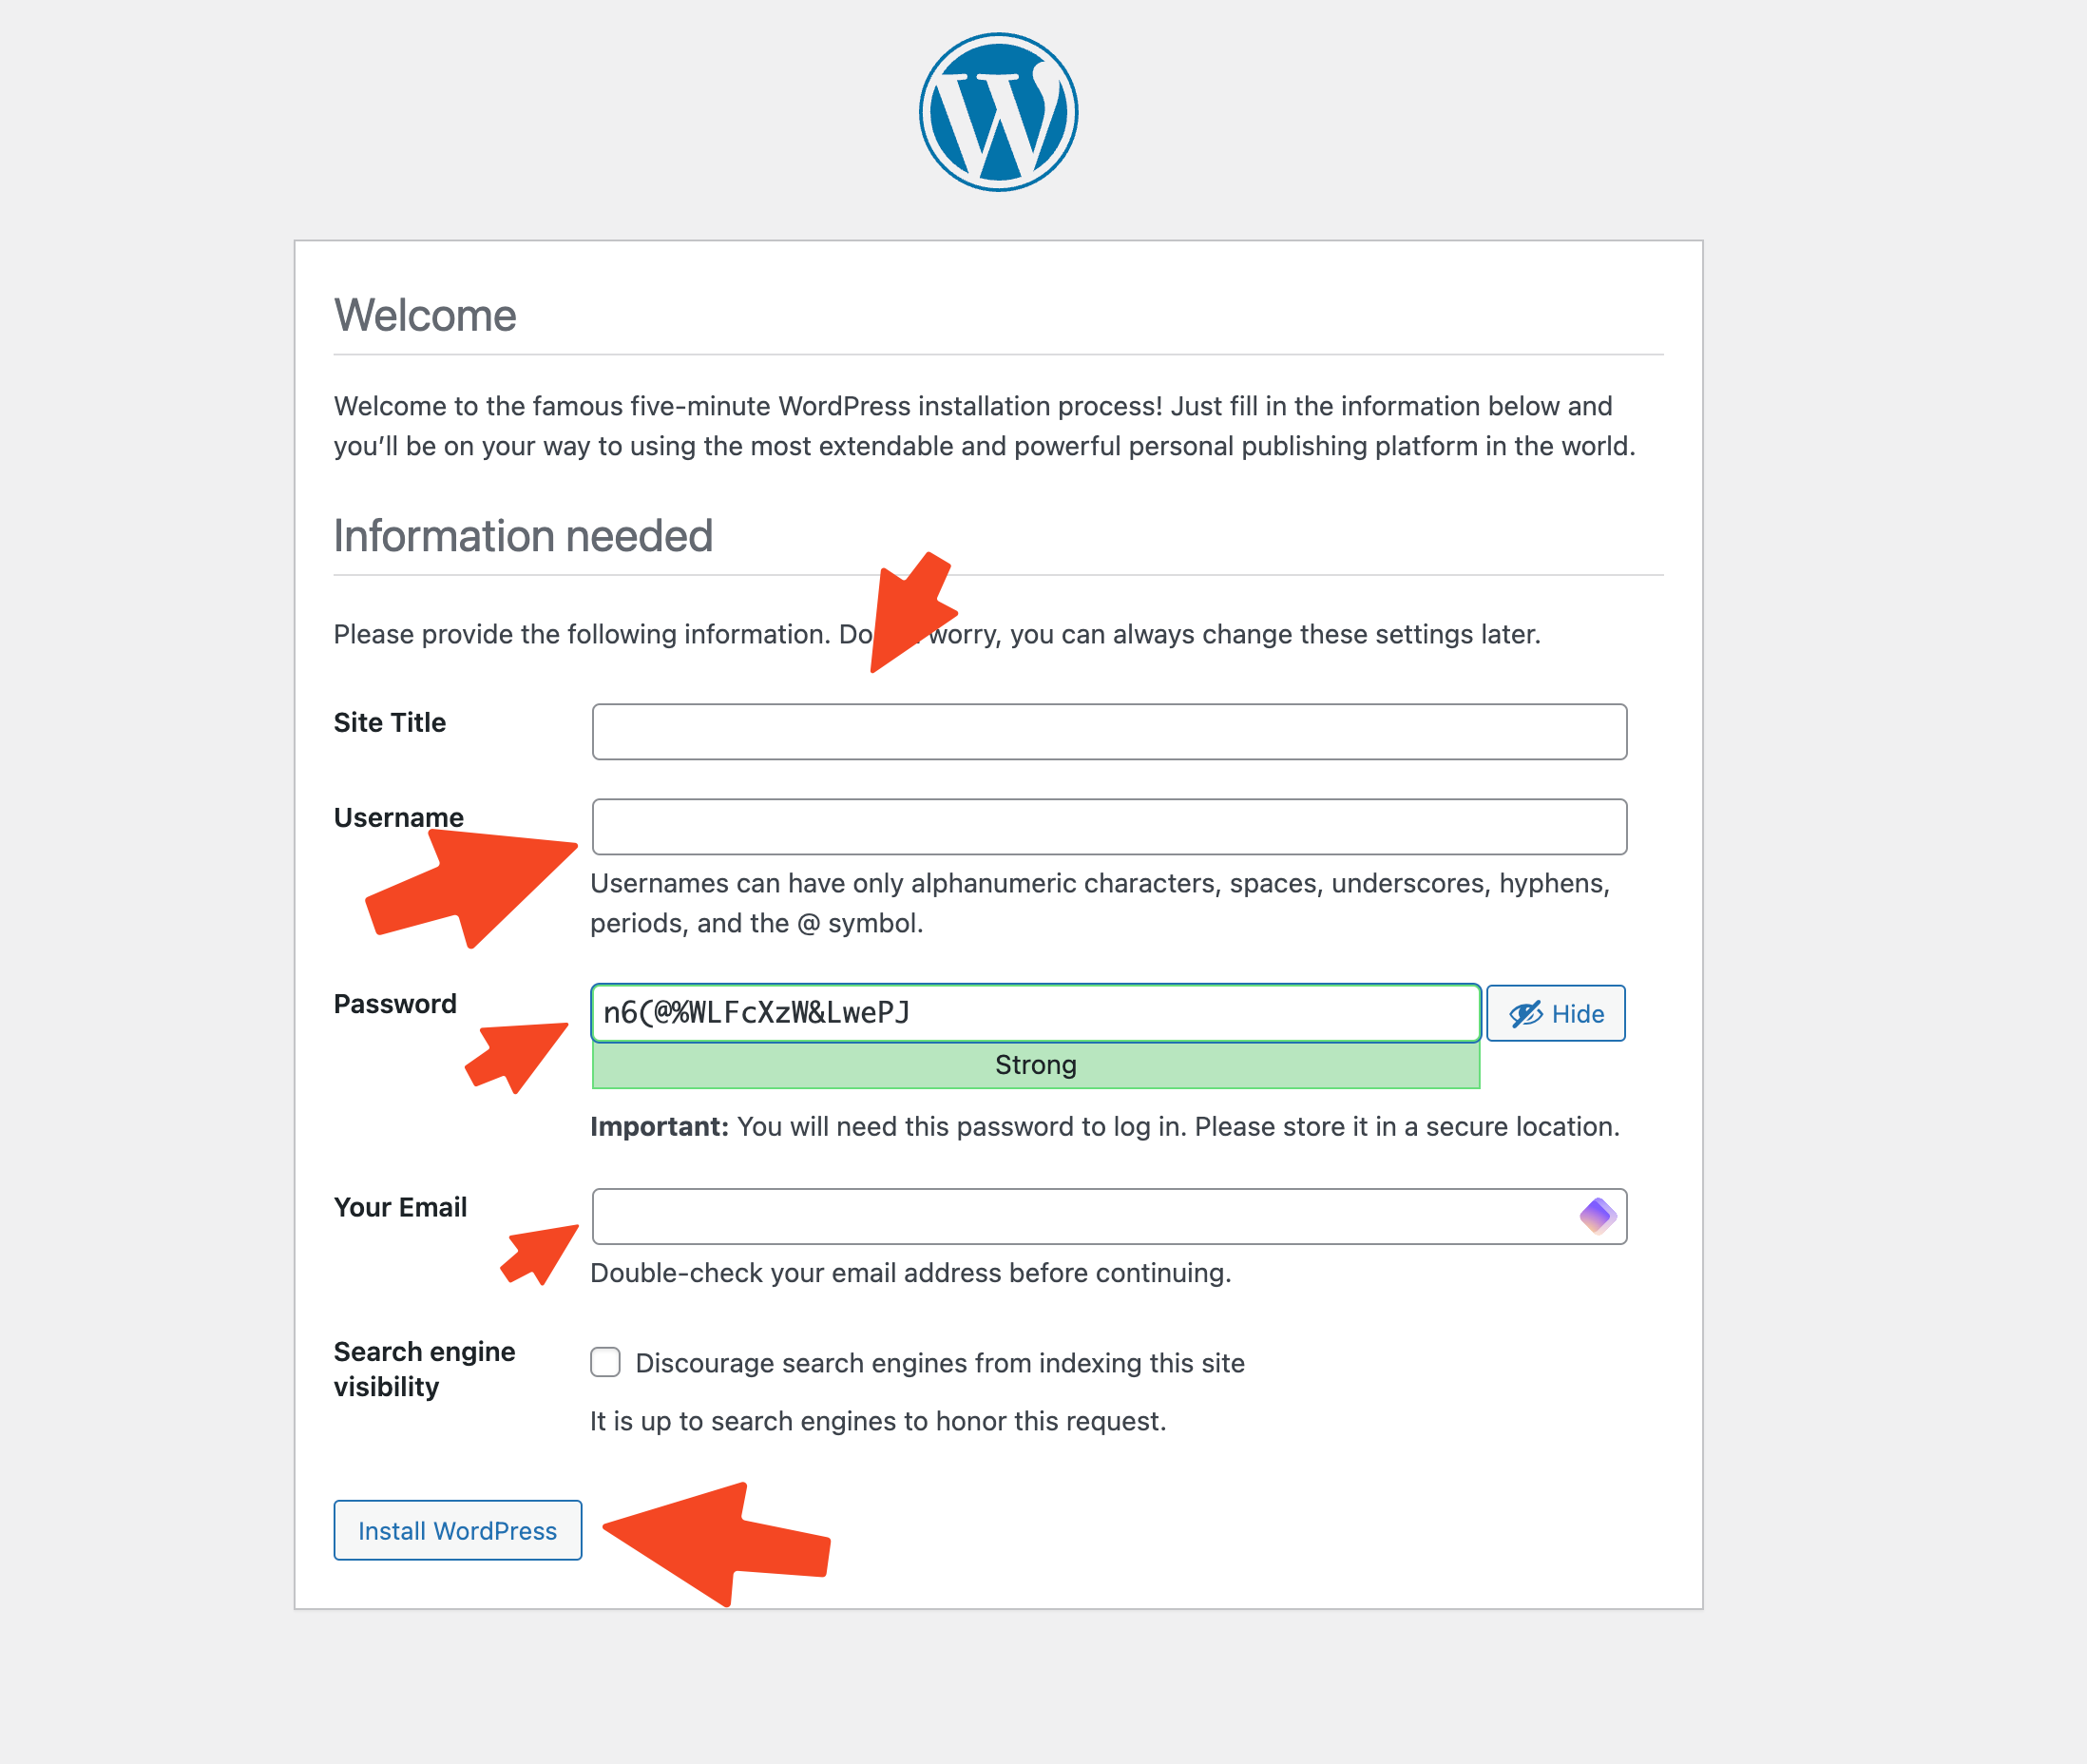 Welcome
Welcome to the famous five-minute WordPress installation process! Just fill in the information below and
you’ll be on your way to using the most extendable and powerful personal publishing platform in the world.
Information needed
Please provide the following information. Do worry, you can always change these settings later.
Site Title
Username
Usernames can have only alphanumeric characters, spaces, underscores, hyphens,
periods, and the @ symbol.
Password
n6(@%WLFcXzW&LwePJ
Hide
Strong
Important: You will need this password to log in. Please store it in a secure location.
Your Email
Double-check your email address before continuing.
Search engine
visibility
Discourage search engines from indexing this site
It is up to search engines to honor this request.
Install WordPress